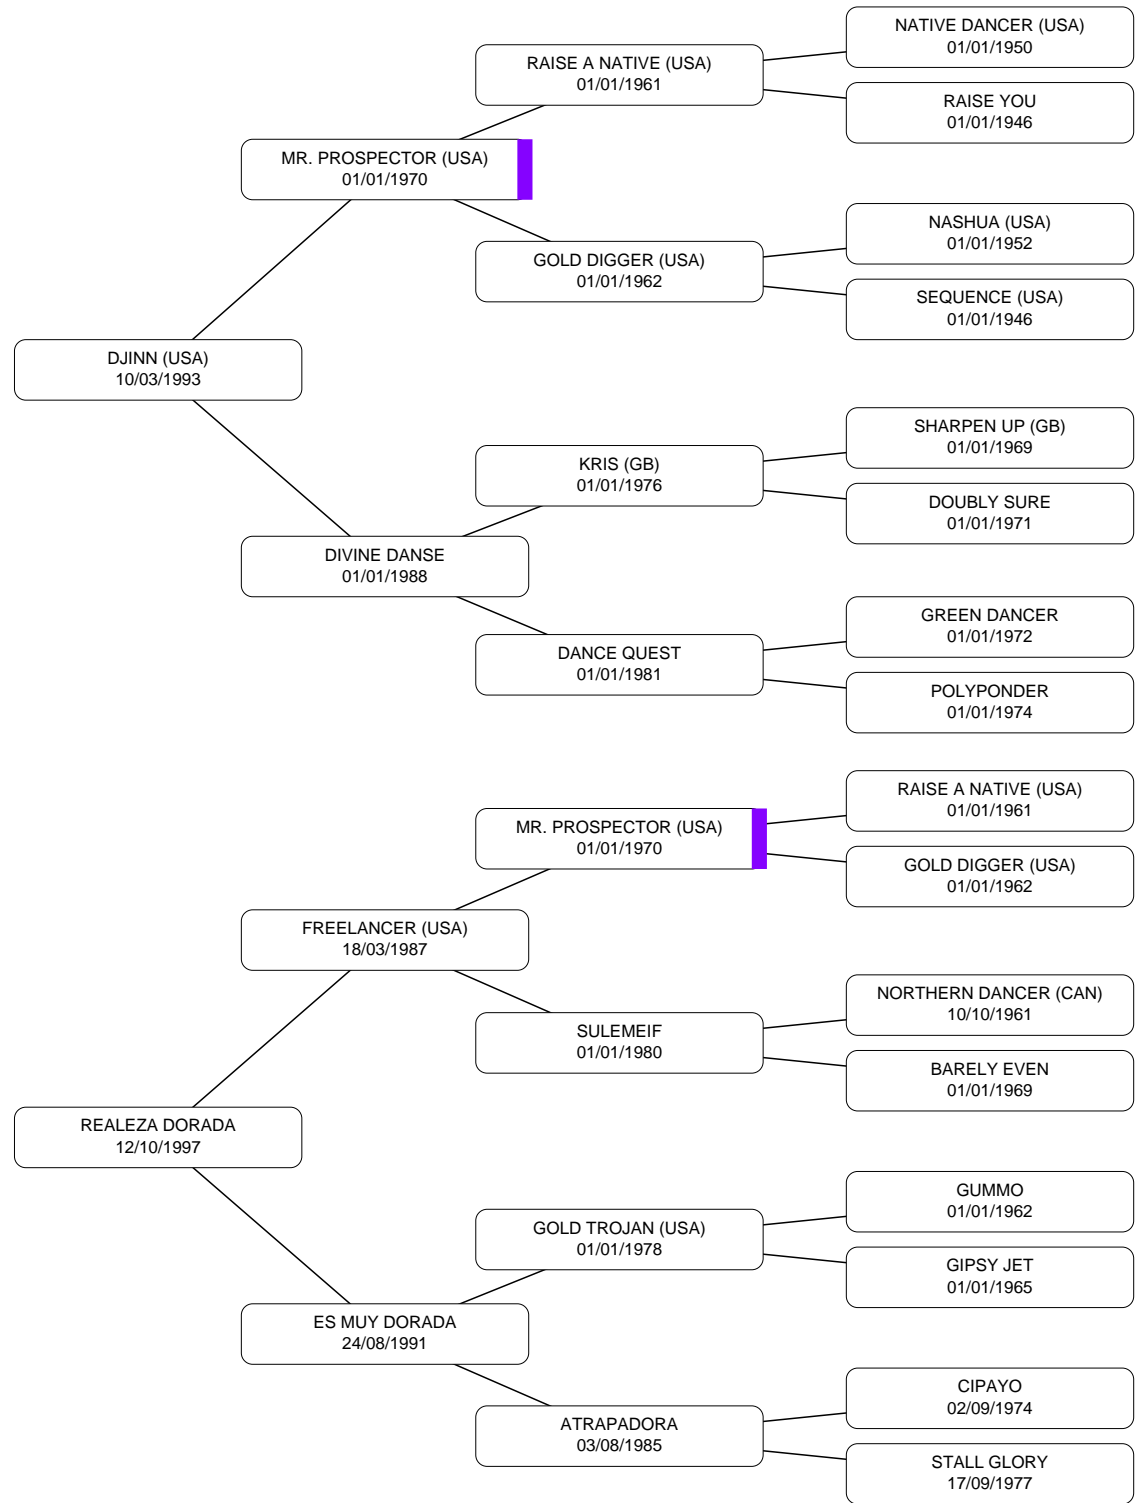 NATIVE DANCER (USA)
01/01/1950
RAISE A NATIVE (USA)
01/01/1961
RAISE YOU
01/01/1946
MR. PROSPECTOR (USA)
01/01/1970
NASHUA (USA)
01/01/1952
GOLD DIGGER (USA)
01/01/1962
SEQUENCE (USA)
01/01/1946
DJINN (USA)
10/03/1993
SHARPEN UP (GB)
01/01/1969
KRIS (GB)
01/01/1976
DOUBLY SURE
01/01/1971
DIVINE DANSE
01/01/1988
GREEN DANCER
01/01/1972
DANCE QUEST
01/01/1981
POLYPONDER
01/01/1974
RAISE A NATIVE (USA)
01/01/1961
MR. PROSPECTOR (USA)
01/01/1970
GOLD DIGGER (USA)
01/01/1962
FREELANCER (USA)
18/03/1987
NORTHERN DANCER (CAN)
10/10/1961
SULEMEIF
01/01/1980
BARELY EVEN
01/01/1969
REALEZA DORADA
12/10/1997
GUMMO
01/01/1962
GOLD TROJAN (USA)
01/01/1978
GIPSY JET
01/01/1965
ES MUY DORADA
24/08/1991
CIPAYO
02/09/1974
ATRAPADORA
03/08/1985
STALL GLORY
17/09/1977